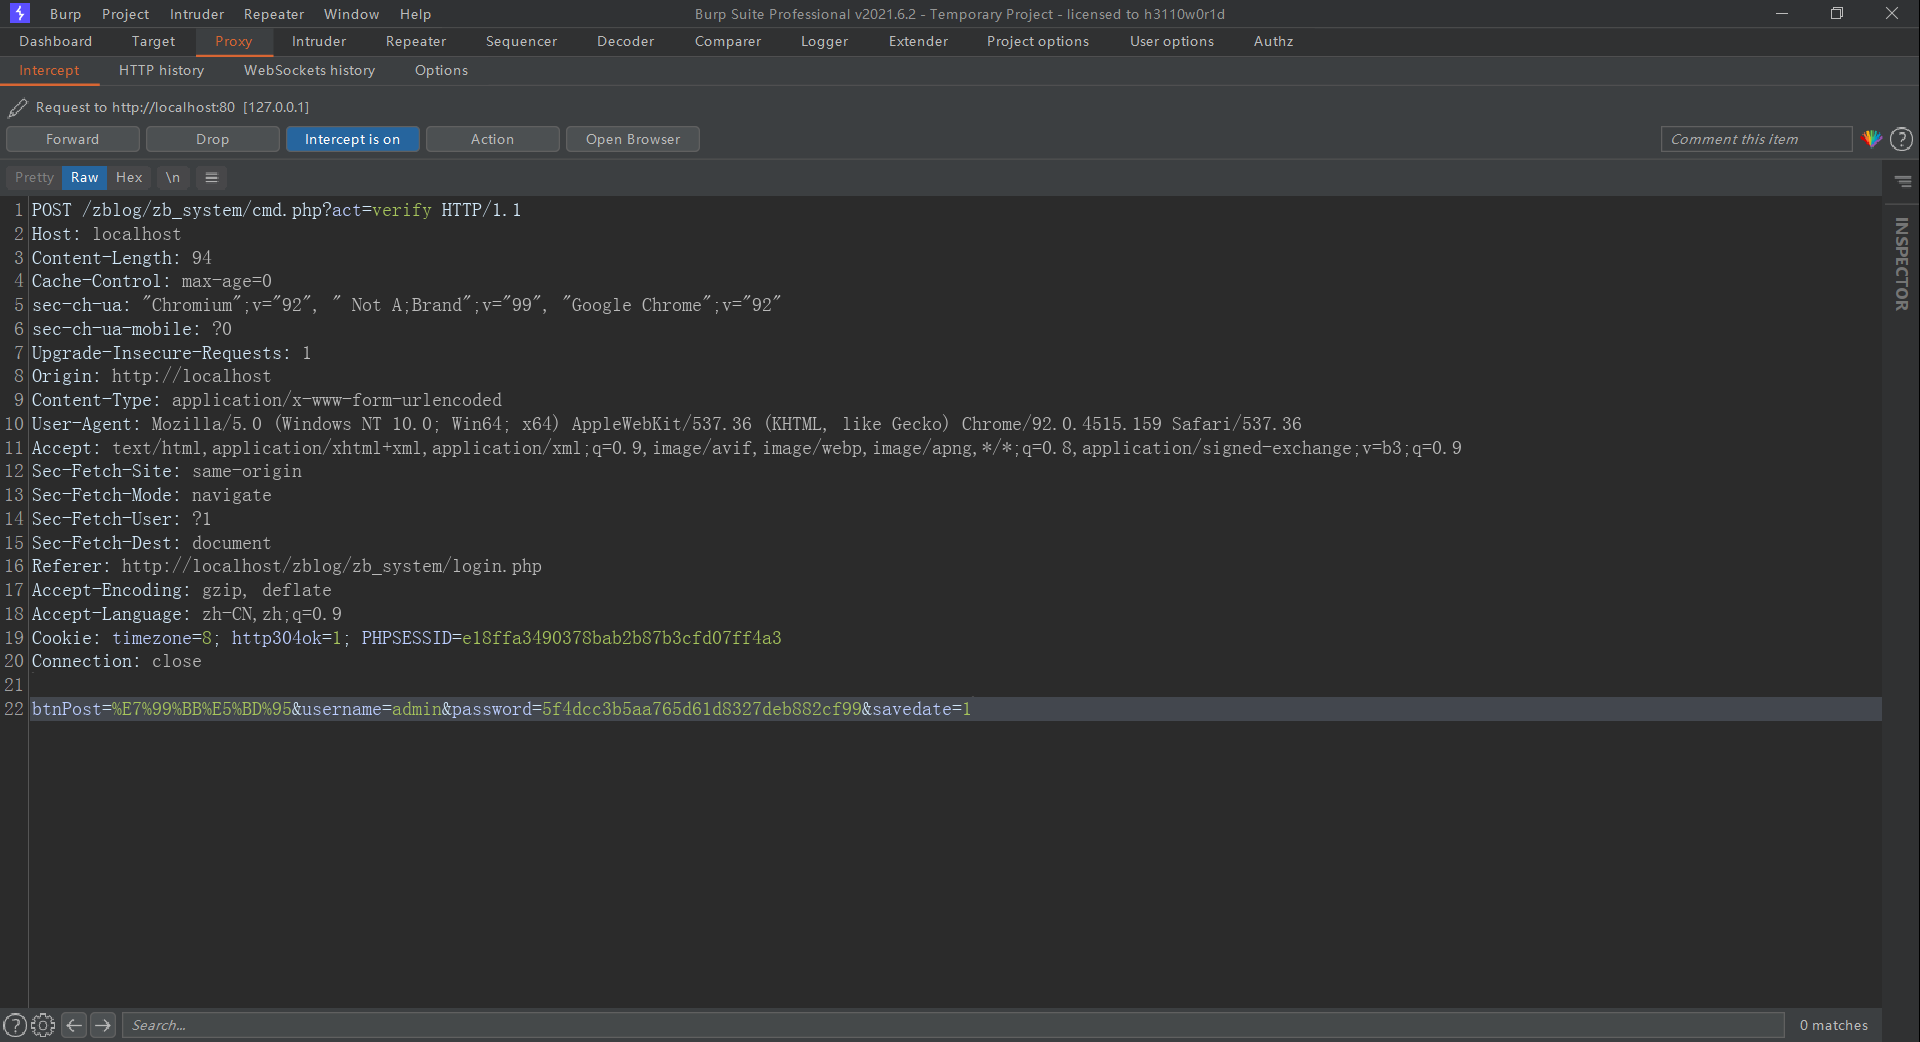 Burp Project Intruder Repeater Window Help Burp Suite Professional v2021.6.2 - Temporary Project - licensed to h3110w0r1d
Dashboard Target Proxy Intruder Repeater Sequencer Decoder Comparer Logger Extender Project options User options Authz
Intercept HTTP history WebSockets history Options
Request to http://localhost:80 [127.0.0.1]
Forward Drop Intercept is on Action Open Browser Comment this item ?
Pretty Raw Hex \n
INSPECTOR
1 POST /zblog/zb_system/cmd.php?act=verify HTTP/1.1
2 Host: localhost
3 Content-Length: 94
4 Cache-Control: max-age=0
5 sec-ch-ua: "Chromium";v="92", " Not A;Brand";v="99", "Google Chrome";v="92"
6 sec-ch-ua-mobile: ?0
7 Upgrade-Insecure-Requests: 1
8 Origin: http://localhost
9 Content-Type: application/x-www-form-urlencoded
10 User-Agent: Mozilla/5.0 (Windows NT 10.0; Win64; x64) AppleWebKit/537.36 (KHTML, like Gecko) Chrome/92.0.4515.159 Safari/537.36
11 Accept: text/html,application/xhtml+xml,application/xml;q=0.9,image/avif,image/webp,image/apng,*/*;q=0.8,application/signed-exchange;v=b3;q=0.9
12 Sec-Fetch-Site: same-origin
13 Sec-Fetch-Mode: navigate
14 Sec-Fetch-User: ?1
15 Sec-Fetch-Dest: document
16 Referer: http://localhost/zblog/zb_system/login.php
17 Accept-Encoding: gzip, deflate
18 Accept-Language: zh-CN,zh;q=0.9
19 Cookie: timezone=8; http304ok=1; PHPSESSID=e18ffa3490378bab2b87b3cfd07ff4a3
20 Connection: close
21
22 btnPost=%E7%99%BB%E5%BD%95&username=admin&password=5f4dcc3b5aa765d61d8327deb882cf99&savedate=1
? Search... 0 matches